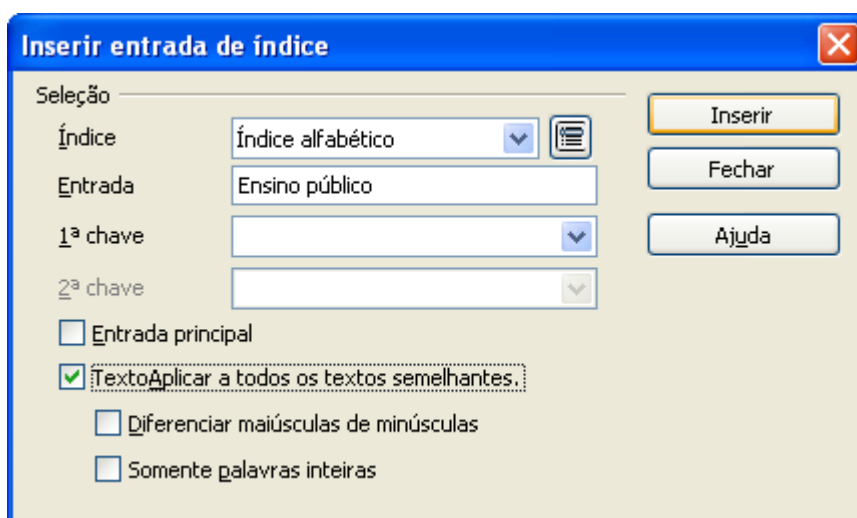 Inserir entrada de índice
Seleção
Índice
Índice alfabético
Entrada
Ensino público
1ª chave
2ª chave
Entrada principal
TextoAplicar a todos os textos semelhantes.
Diferenciar maiúsculas de minúsculas
Somente palavras inteiras
Inserir
Fechar
Ajuda